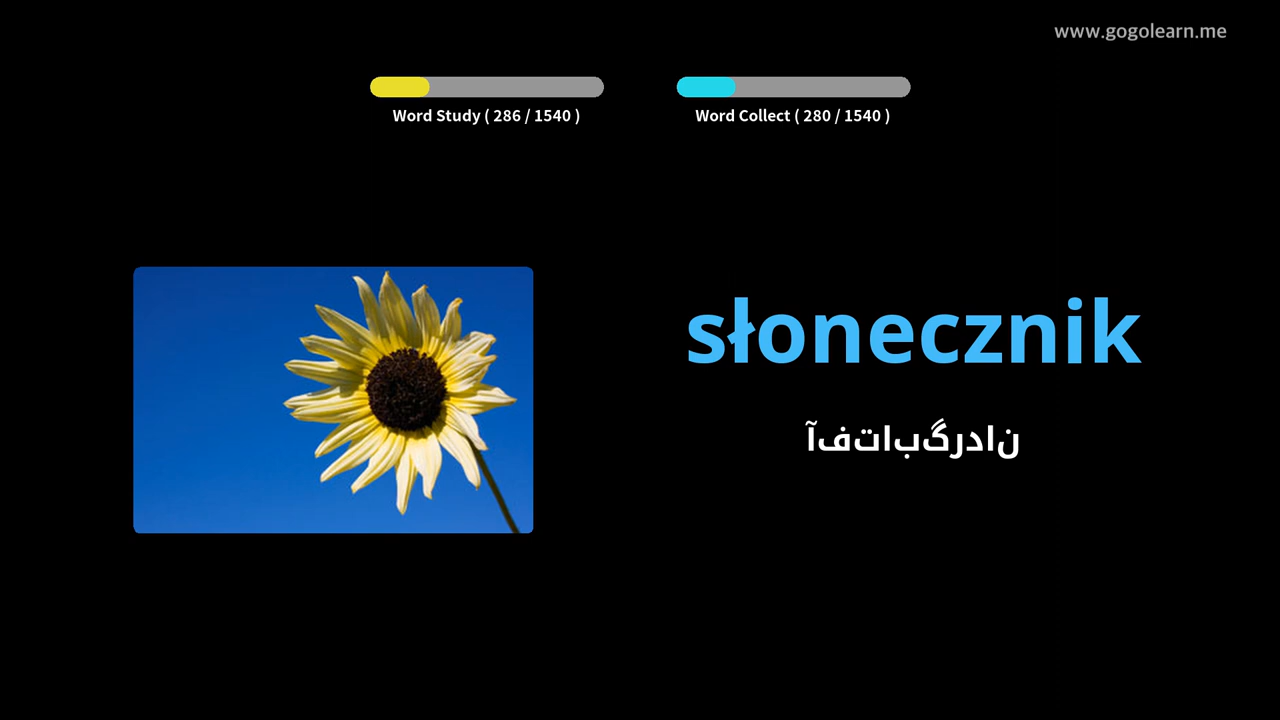 www.gogolearn.me
Word Study ( 286 / 1540 )
Word Collect ( 280 / 1540 )
słonecznik
آفتابگردان